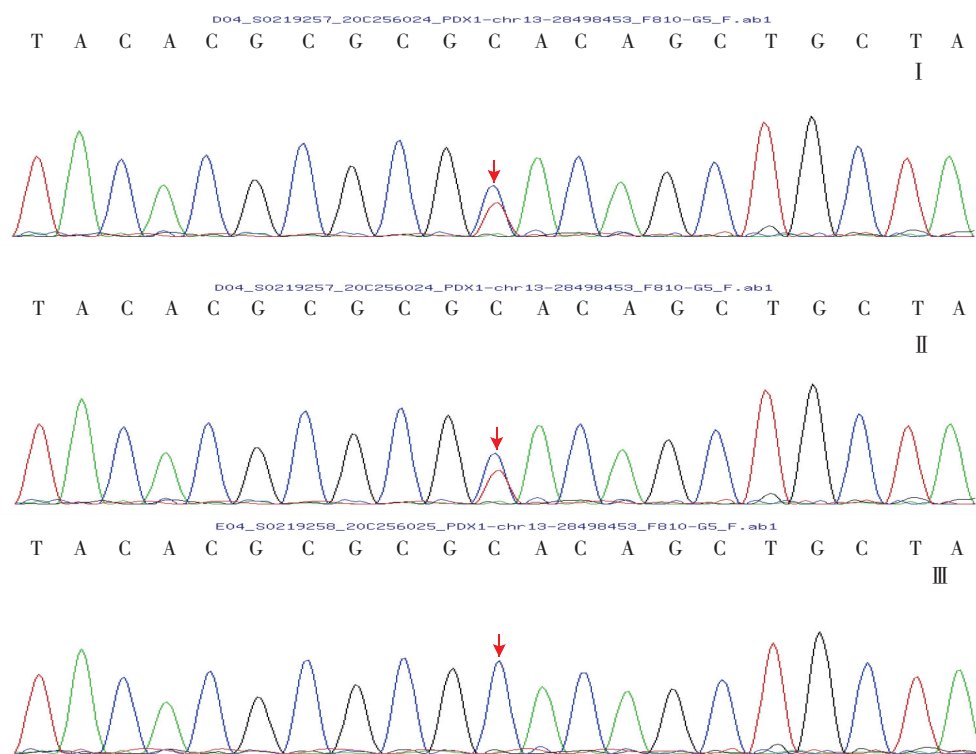 D04_S0219257_20C256024_PDX1-chr13-28498453_F810-G5_F.ab1
T A C A C G C G C G C A C A G C T G C T A
Ⅰ
D04_S0219257_20C256024_PDX1-chr13-28498453_F810-G5_F.ab1
T A C A C G C G C G C A C A G C T G C T A
Ⅱ
E04_S0219258_20C256025_PDX1-chr13-28498453_F810-G5_F.ab1
T A C A C G C G C G C A C A G C T G C T A
Ⅲ